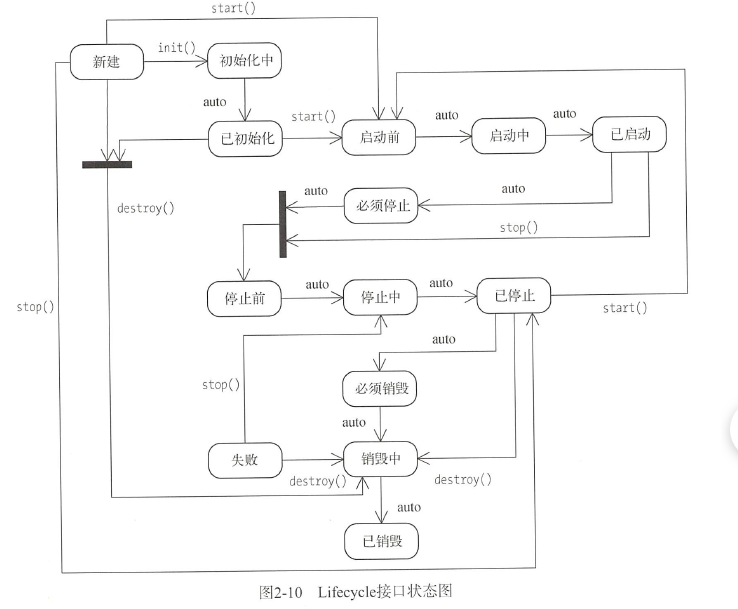 start()
新建
init()
初始化中
auto
已初始化
start()
启动前
auto
启动中
auto
已启动
destroy()
auto
必须停止
auto
stop()
停止前
auto
停止中
auto
已停止
start()
stop()
auto
stop()
必须销毁
auto
失败
销毁中
destroy()
destroy()
auto
已销毁
图2-10 Lifecycle接口状态图